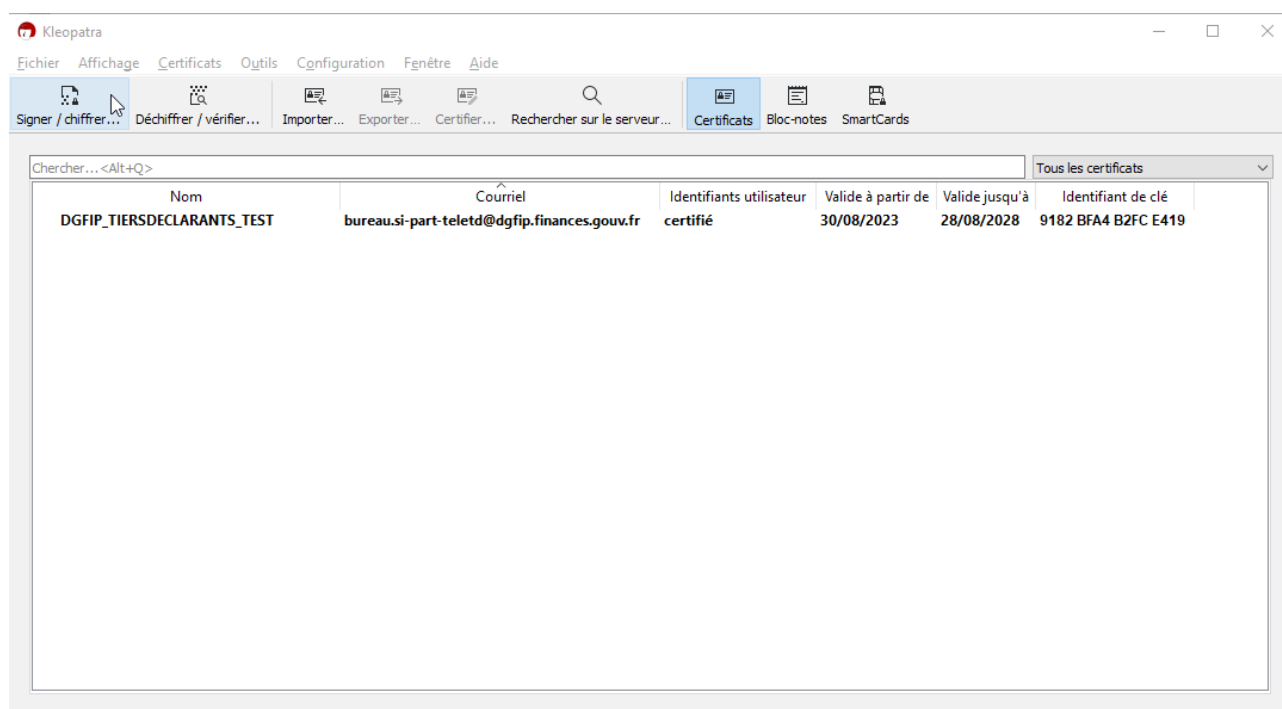 Kleopatra
Fichier Affichage Certificats Outils Configuration Fenêtre Aide
Signer / chiffrer... Déchiffrer / vérifier... Importer... Exporter... Certifier... Rechercher sur le serveur... Certificats Bloc-notes SmartCards
Chercher...<Alt+Q> Tous les certificats
Nom Courriel Identifiants utilisateur Valide à partir de Valide jusqu'à Identifiant de clé
DGFIP_TIERSDECLARANTS_TEST bureau.si-part-teletd@dgfip.finances.gouv.fr certifié 30/08/2023 28/08/2028 9182 BFA4 B2FC E419